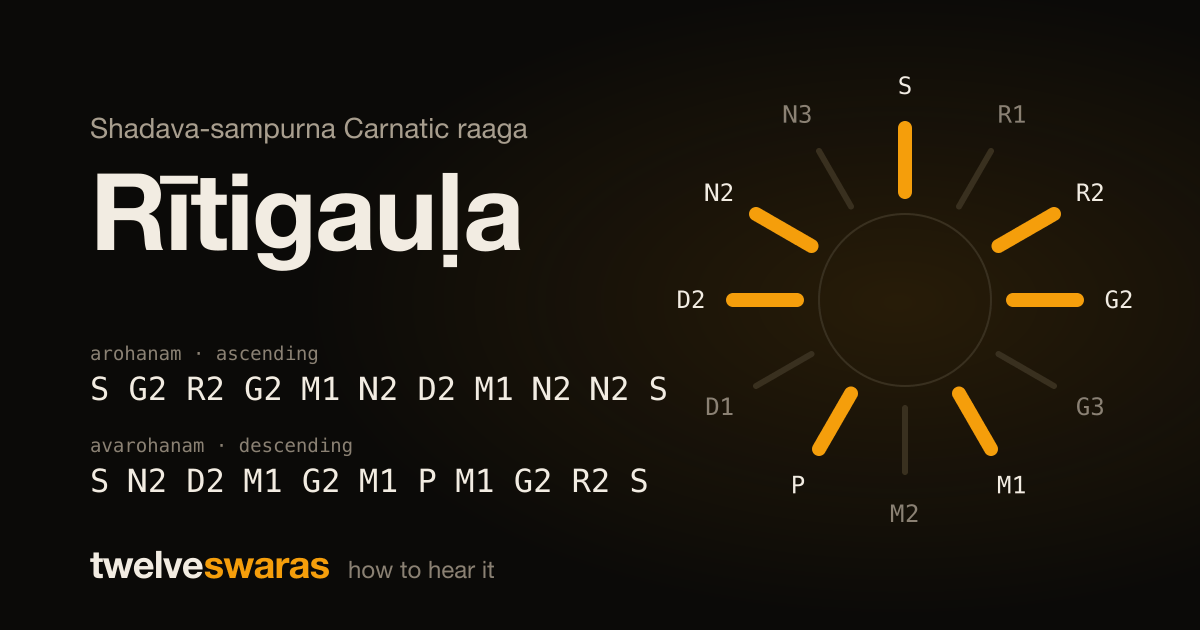 Shadava-sampurna Carnatic raaga
Rītigauḷa
arohanam · ascending
S G2 R2 G2 M1 N2 D2 M1 N2 N2 S
avarohanam · descending
S N2 D2 M1 G2 M1 P M1 G2 R2 S
twelveswaras how to hear it
S
N3 R1
N2 R2
D2 G2
D1 G3
P M1
M2